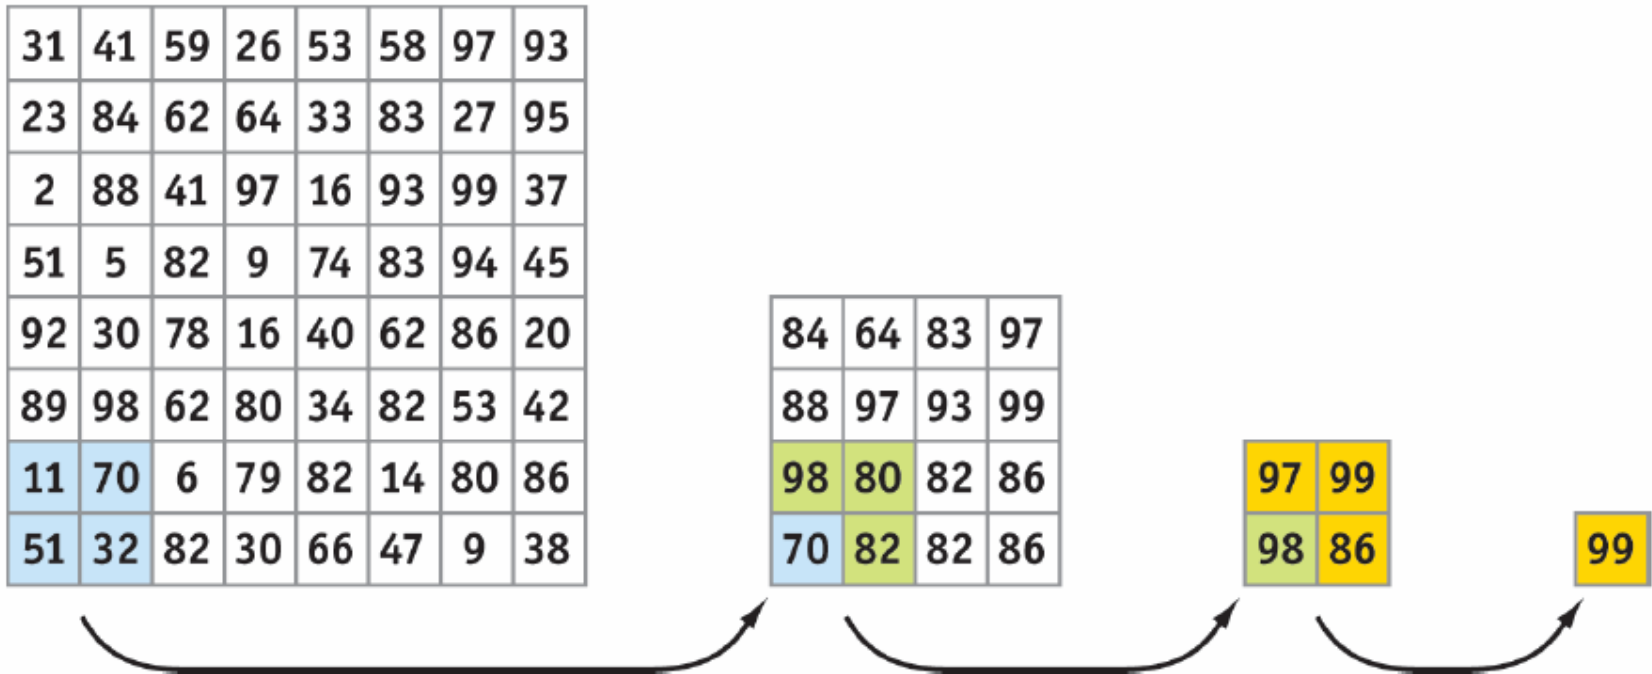 31 41 59 26 53 58 97 93
23 84 62 64 33 83 27 95
2 88 41 97 16 93 99 37
51 5 82 9 74 83 94 45
92 30 78 16 40 62 86 20
89 98 62 80 34 82 53 42
11 70 6 79 82 14 80 86
51 32 82 30 66 47 9 38
84 64 83 97
88 97 93 99
98 80 82 86
70 82 82 86
97 99
98 86
99